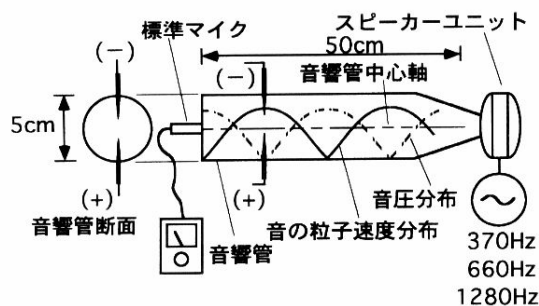 スピーカーユニット
標準マイク
50cm
(−)
(−)
音響管中心軸
5cm
(+)
(+)
音圧分布
音響管断面
音響管
音の粒子速度分布
370Hz
660Hz
1280Hz